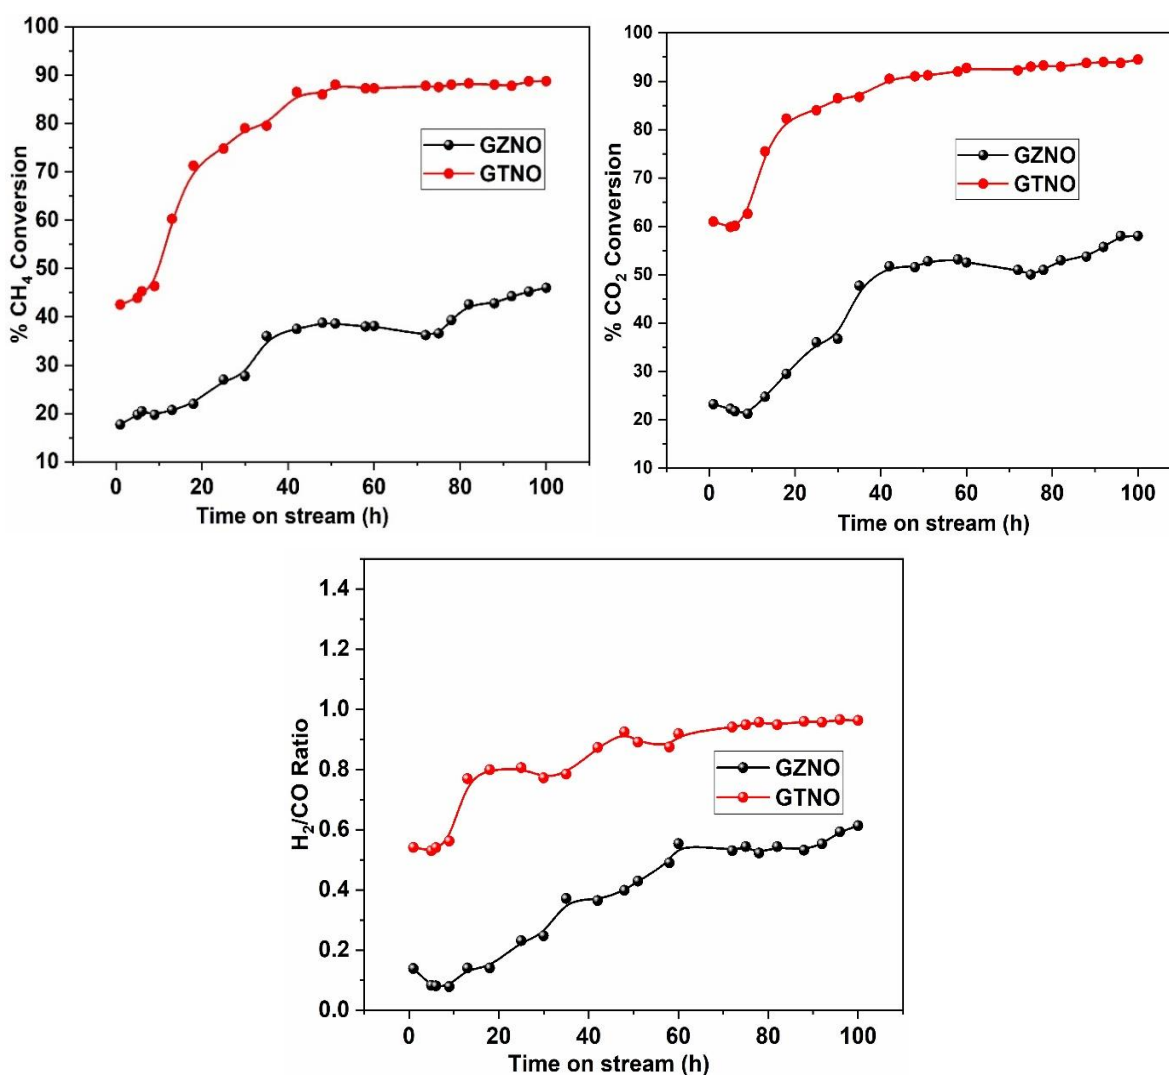 100
90
80
70
60
50
40
30
20
10
% CH₄ Conversion
GZNO
GTNO
0 20 40 60 80 100
Time on stream (h)
100
90
80
70
60
50
40
30
20
10
% CO₂ Conversion
GZNO
GTNO
0 20 40 60 80 100
Time on stream (h)
1.4
1.2
1.0
0.8
0.6
0.4
0.2
0.0
H₂/CO Ratio
GZNO
GTNO
0 20 40 60 80 100
Time on stream (h)